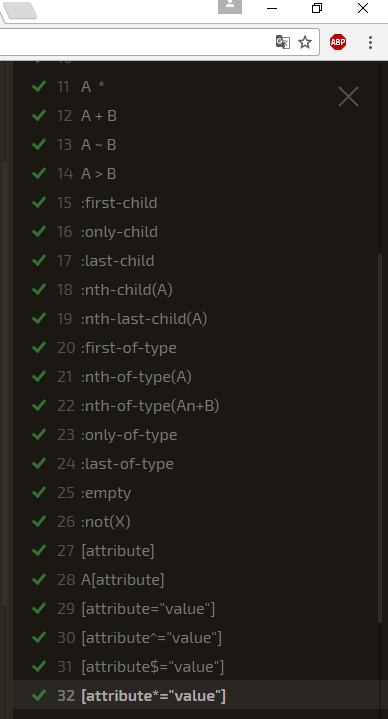 ABP
11 A *
12 A + B
13 A ~ B
14 A > B
15 :first-child
16 :only-child
17 :last-child
18 :nth-child(A)
19 :nth-last-child(A)
20 :first-of-type
21 :nth-of-type(A)
22 :nth-of-type(An+B)
23 :only-of-type
24 :last-of-type
25 :empty
26 :not(X)
27 [attribute]
28 A[attribute]
29 [attribute="value"]
30 [attribute^="value"]
31 [attribute$="value"]
32 [attribute*="value"]